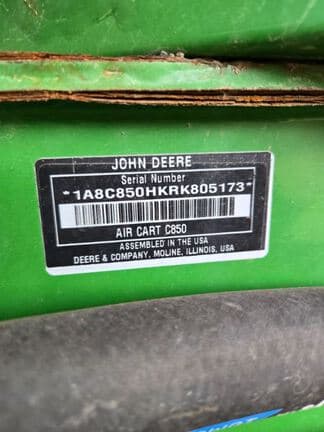 JOHN DEERE
Serial Number
*1A8C850HKRK805173*
AIR CART C850
ASSEMBLED IN THE USA
DEERE & COMPANY, MOLINE, ILLINOIS, USA